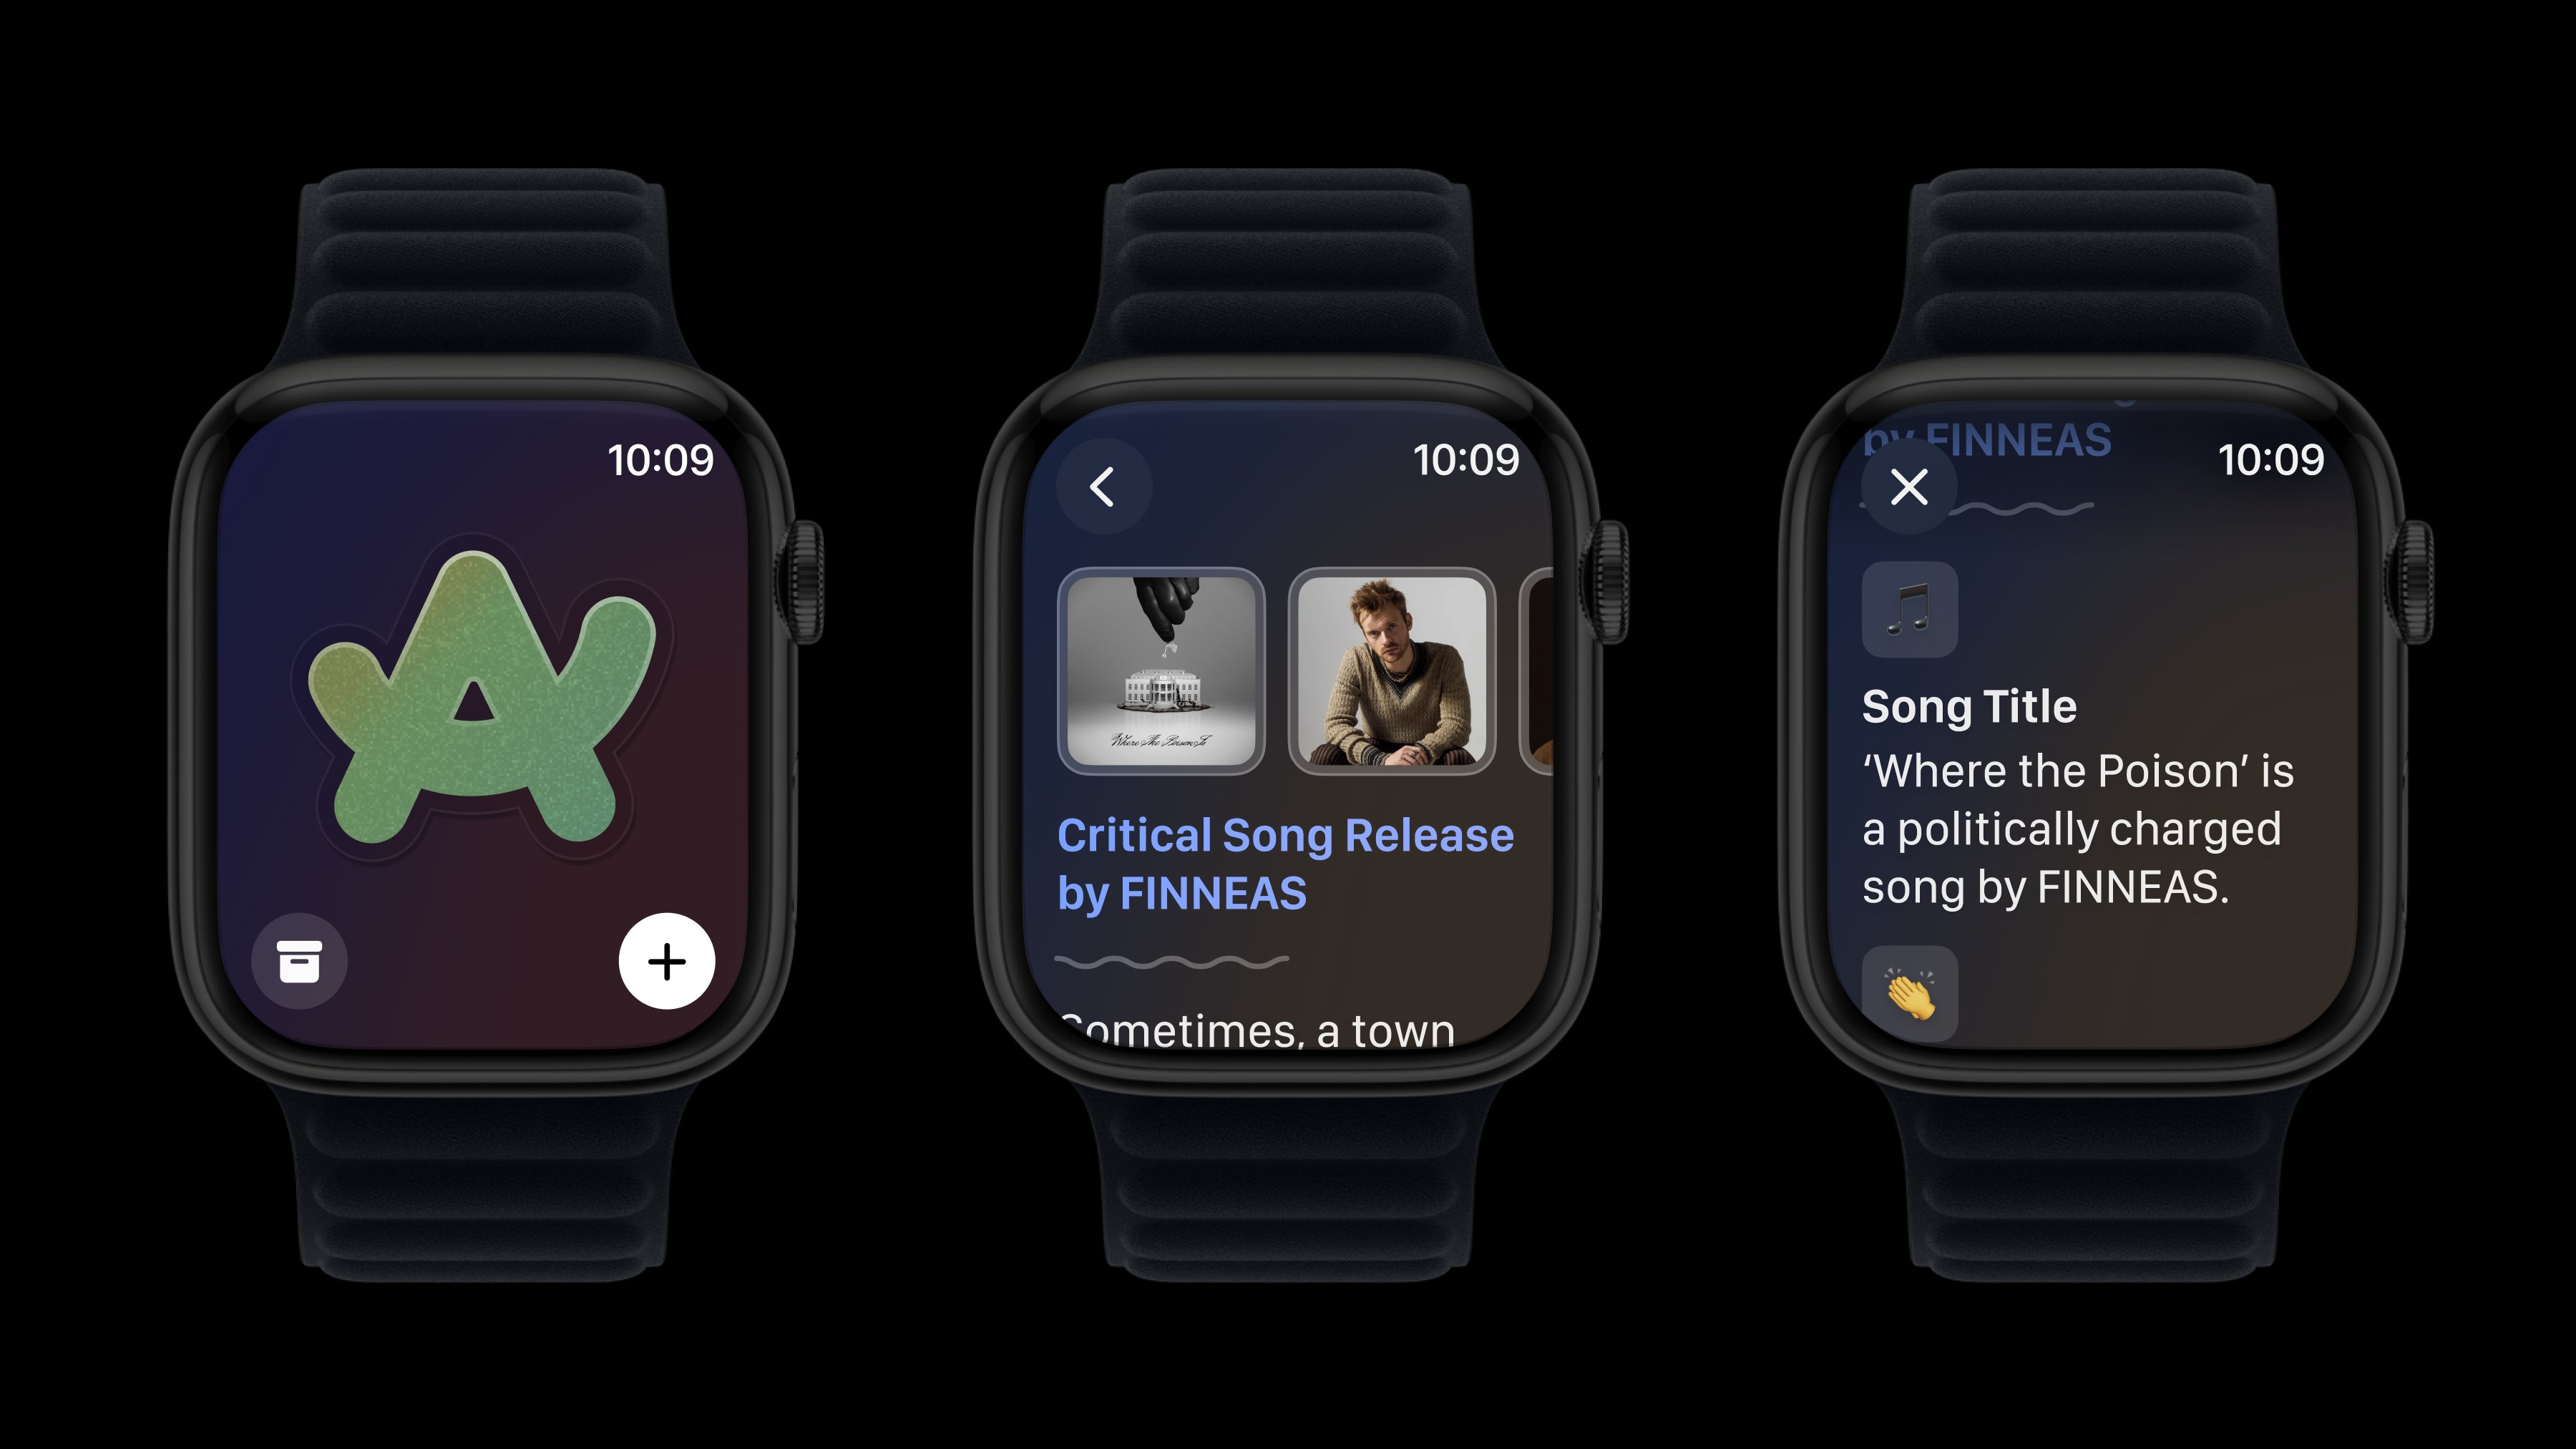 10:09
10:09
Where The Poison Is
Critical Song Release
by FINNEAS
Sometimes, a town
by FINNEAS
10:09
Song Title
‘Where the Poison’ is
a politically charged
song by FINNEAS.